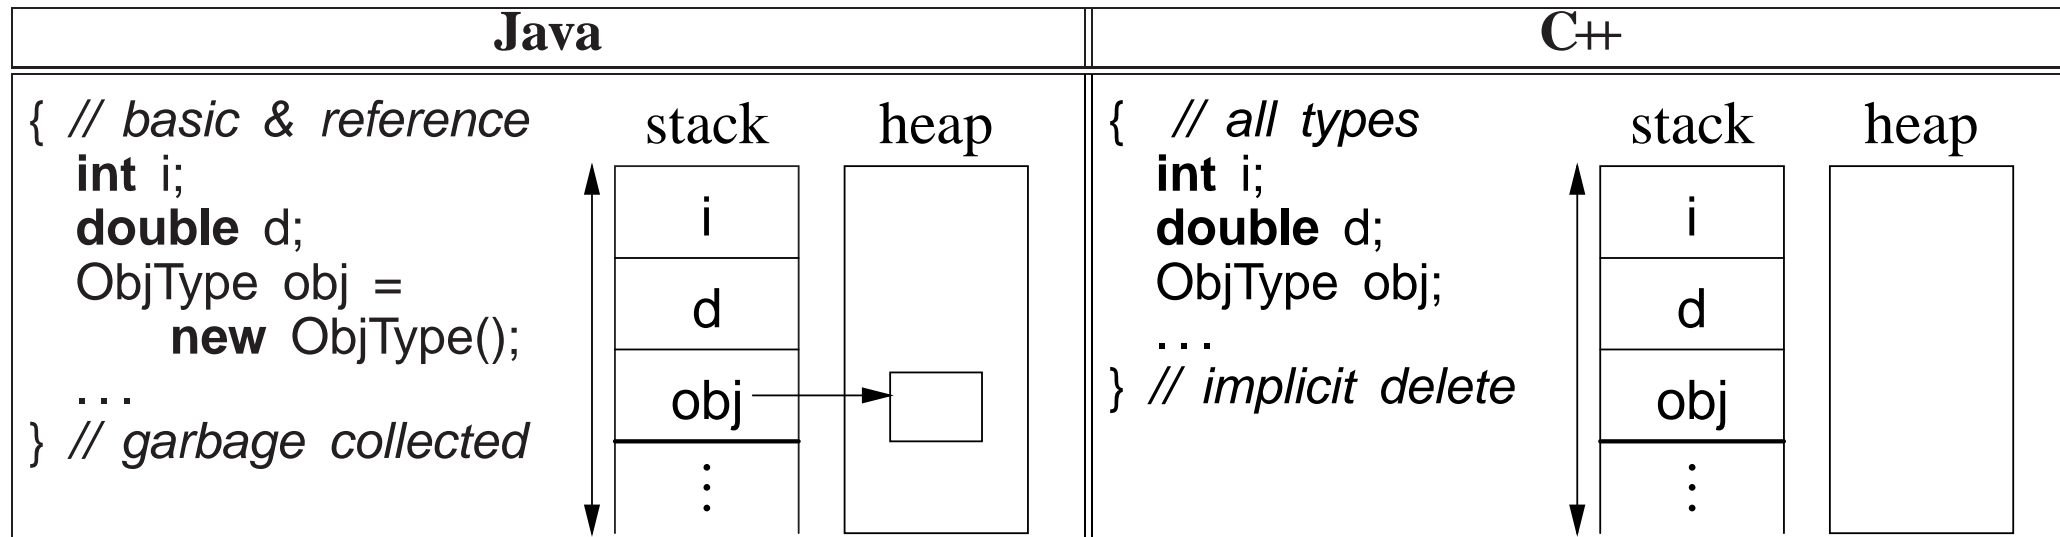 Java
{ // basic & reference
int i;
double d;
ObjType obj =
new ObjType();
. . .
} // garbage collected
stack heap
i
d
obj
⋮
C++
{ // all types
int i;
double d;
ObjType obj;
. . .
} // implicit delete
stack heap
i
d
obj
⋮